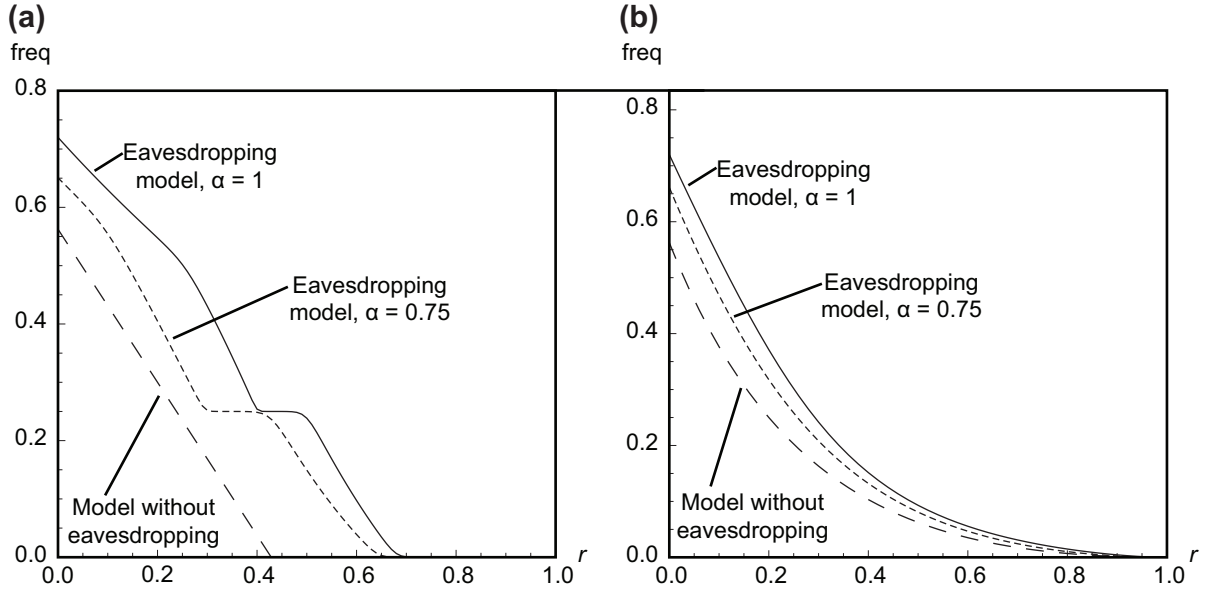 (a)
freq
0.8
0.6
0.4
0.2
0.0
0.0
0.2
0.4
0.6
0.8
1.0
r
Eavesdropping
model, α = 1
Eavesdropping
model, α = 0.75
Model without
eavesdropping
(b)
freq
0.8
0.6
0.4
0.2
0.0
0.0
0.2
0.4
0.6
0.8
1.0
r
Eavesdropping
model, α = 1
Eavesdropping
model, α = 0.75
Model without
eavesdropping